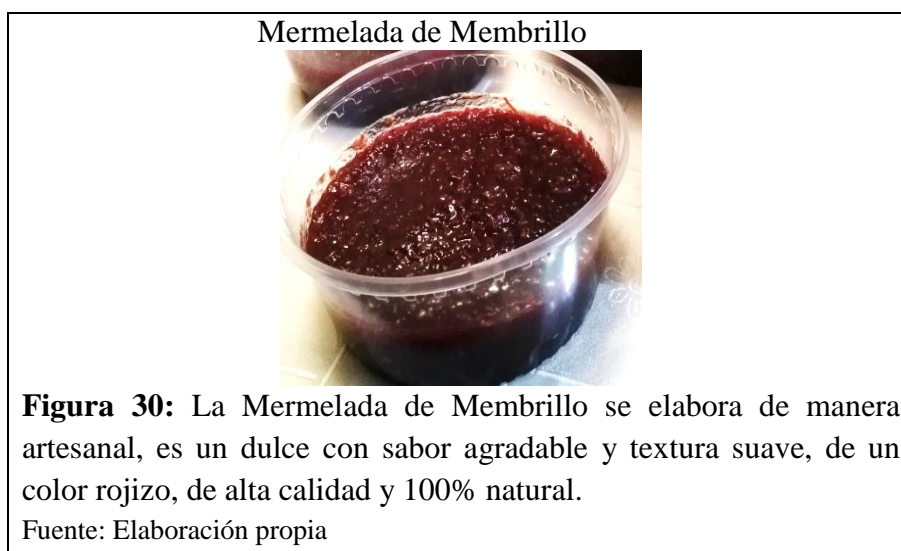 Mermelada de Membrillo
Figura 30: La Mermelada de Membrillo se elabora de manera
artesanal, es un dulce con sabor agradable y textura suave, de un
color rojizo, de alta calidad y 100% natural.
Fuente: Elaboración propia